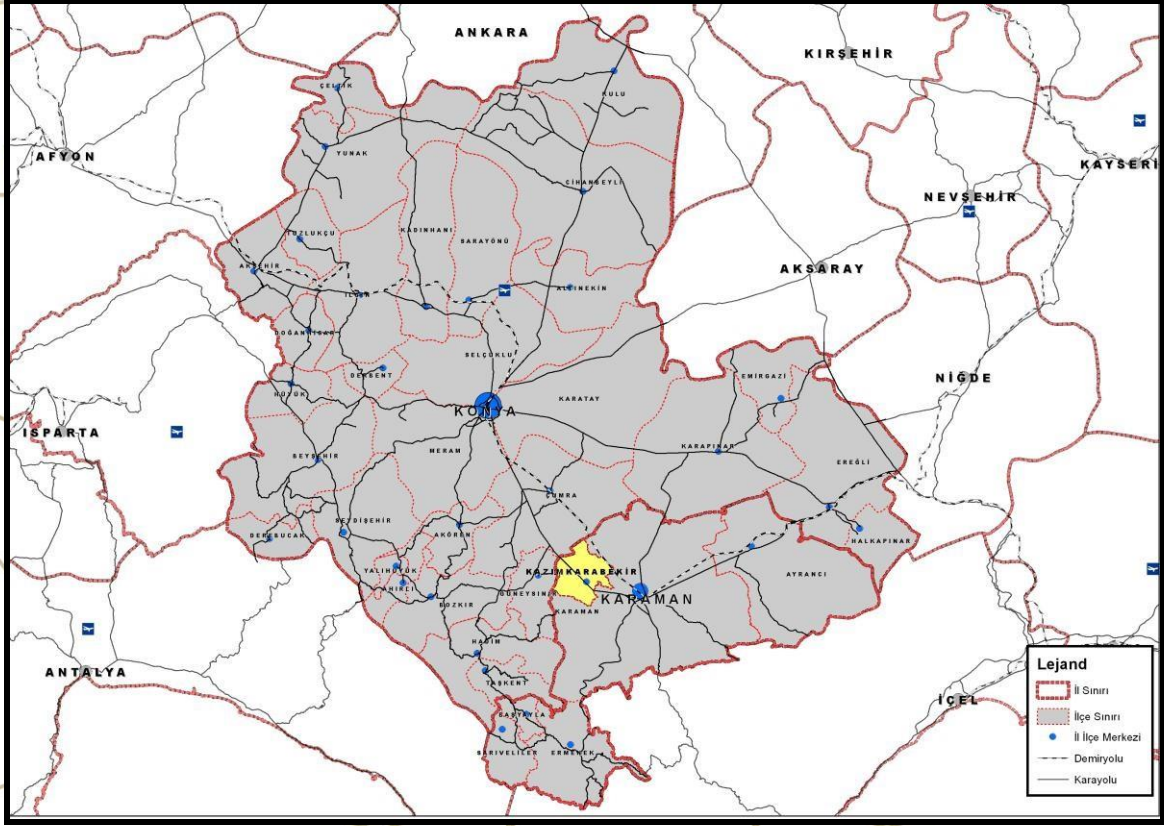 ANKARA
KIRŞEHİR
ÇELTİK
KULU
AFYON
YUNAK
KAYSERİ
CİHANBEYLİ
NEVŞEHİR
TUZLUKÇU
KADINHANI
SARAYÖNÜ
AKŞEHİR
AKSARAY
ILGIN
ALTINEKİN
DOĞANHİSAR
SELÇUKLU
DERBENT
EMİRGAZİ
NİĞDE
HÜYÜK
KARATAY
KONYA
ISPARTA
MERAM
KARAPINAR
BEYŞEHİR
EREĞLİ
ÇUMRA
SEYDİŞEHİR
DEREBUCAK
AKÖREN
HALKAPINAR
YALIHÜYÜK
KAZIMKARABEKİR
AYRANCI
AHIRLI
GÜNEYSINIR
BOZKIR
KARAMAN
KARAMAN
HADİM
ANTALYA
TAŞKENT
İÇEL
BAŞYAYLA
SARIVELİLER
ERMENEK
Lejand
İl Sınırı
İlçe Sınırı
İl İlçe Merkezi
Demiryolu
Karayolu